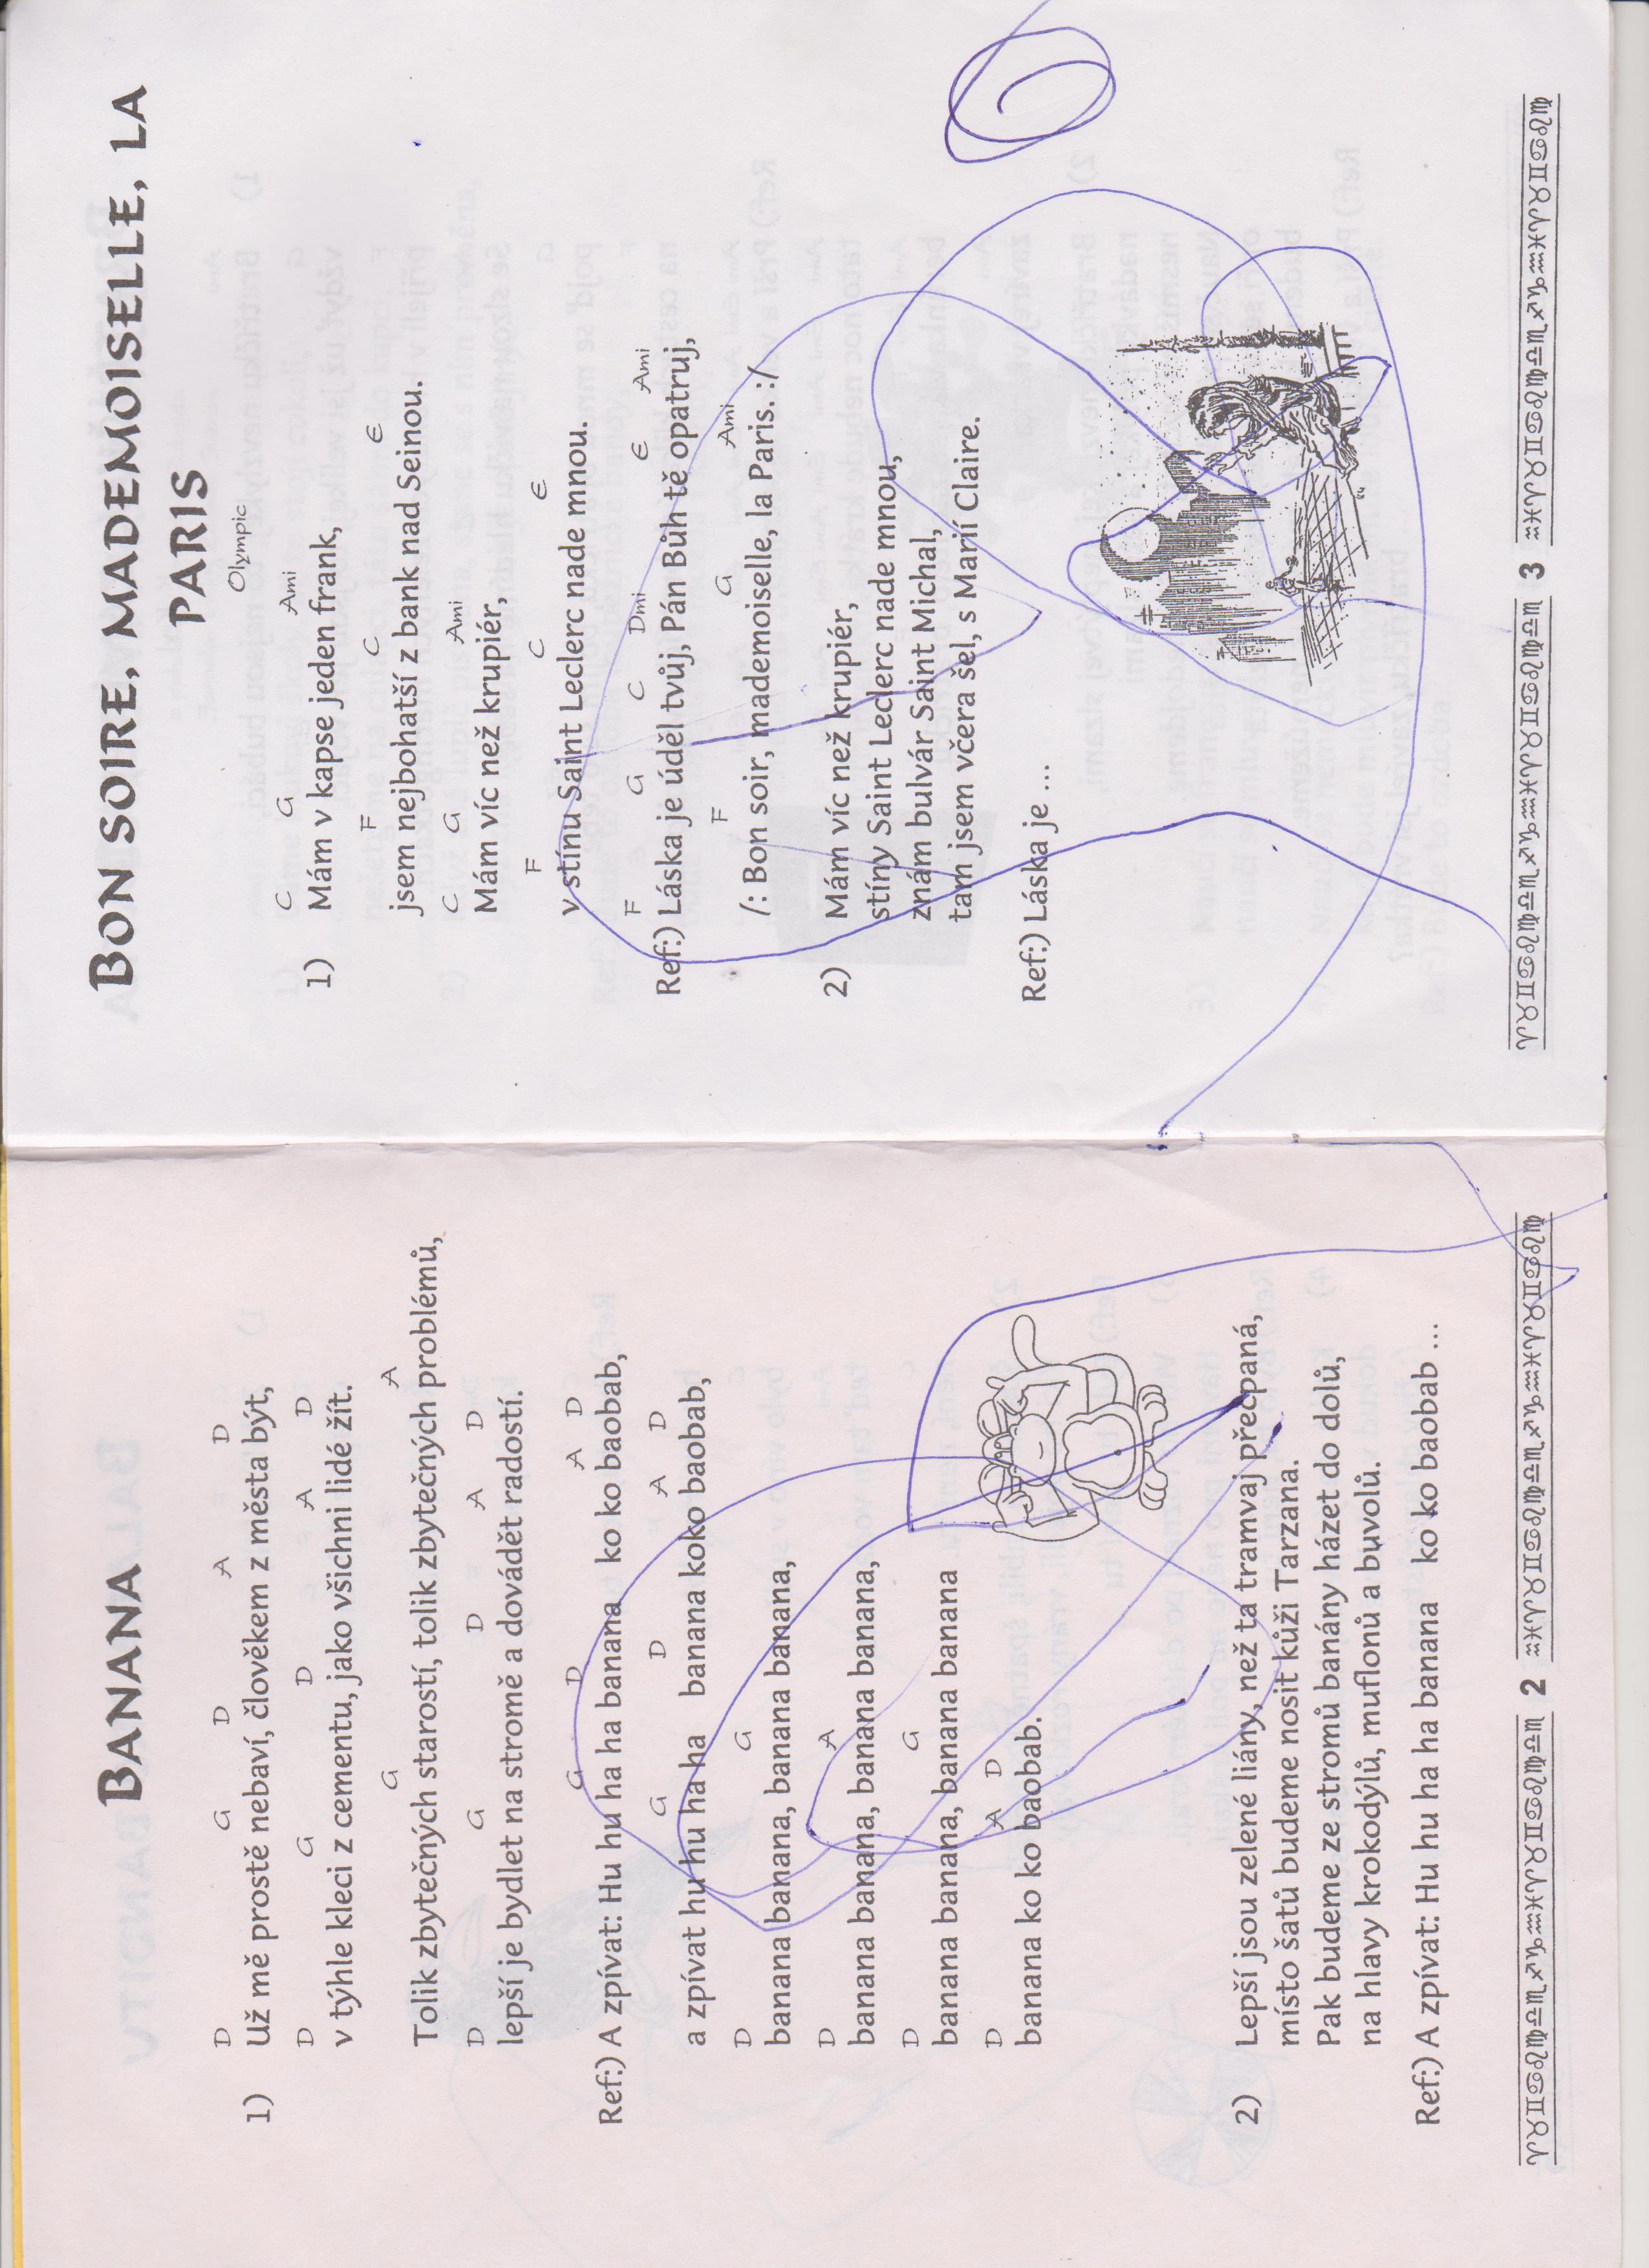 BANANA
D G D A D
1) Už mě prostě nebaví, člověkem z města být,
D G D A D
v týhle kleci z cementu, jako všichni lidé žít.
G A
Tolik zbytečných starostí, tolik zbytečných problémů,
D G D A D
lepší je bydlet na stromě a dovádět radostí.
G D A D
Ref:) A zpívat: Hu hu hu ha ha banana ko ko baobab,
G D A D
a zpívat hu hu hu ha ha banana koko baobab,
D G
banana banana, banana banana banana,
D A
banana banana, banana banana banana,
D G
banana banana, banana banana banana
D A D
banana ko ko ko baobab.
2) Lepší jsou zelené liány, než ta tramvaj přecpaná,
místo šatů budeme nosit kůži Tarzana.
Pak budeme ze stromů banány házet do dolů,
na hlavy krokodýlů, muflonů a buvolů.
Ref:) A zpívat: Hu hu hu ha ha banana ko ko baobab ...
♈♉♊♋♌♍♎♏♐♑♒♓♈♉♊♋♌♍♎ 2 ♒♓♈♉♊♋♌♍♎♏♐♑♒♓♈♉♊♋♌♍
BON SOIRE, MADEMOISELLE, LA
PARIS
Olympic
C G Ami
1) Mám v kapse jeden frank,
F C E
jsem nejbohatší z bank nad Seinou.
C G Ami
Mám víc než krupiér,
F C E
v stínu Saint Leclerc nade mnou.
F G C Dmi E Ami
Ref:) Láska je úděl tvůj, Pán Bůh tě opatruj,
F G Ami
/: Bon soir, mademoiselle, la Paris. :/
2) Mám víc než krupiér,
stíny Saint Leclerc nade mnou,
znám bulvár Saint Michal,
tam jsem včera šel, s Marií Claire.
Ref:) Láska je ...
♈♉♊♋♌♍♎♏♐♑♒♓♈♉♊♋♌♍♎ 3 ♒♓♈♉♊♋♌♍♎♏♐♑♒♓♈♉♊♋♌♍